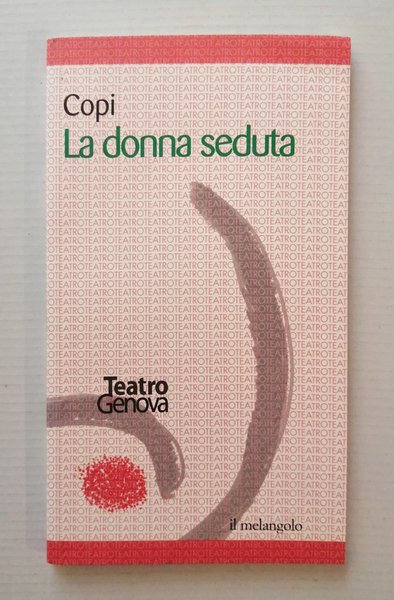 Copi
La donna seduta
Teatro
Genova
il melangolo